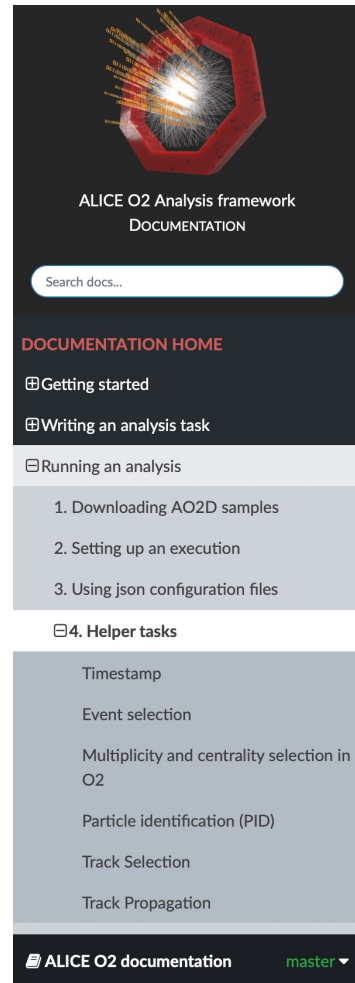 ALICE O2 Analysis framework
DOCUMENTATION
Search docs...
DOCUMENTATION HOME
Getting started
Writing an analysis task
Running an analysis
1. Downloading AO2D samples
2. Setting up an execution
3. Using json configuration files
4. Helper tasks
Timestamp
Event selection
Multiplicity and centrality selection in
O2
Particle identification (PID)
Track Selection
Track Propagation
ALICE O2 documentation master